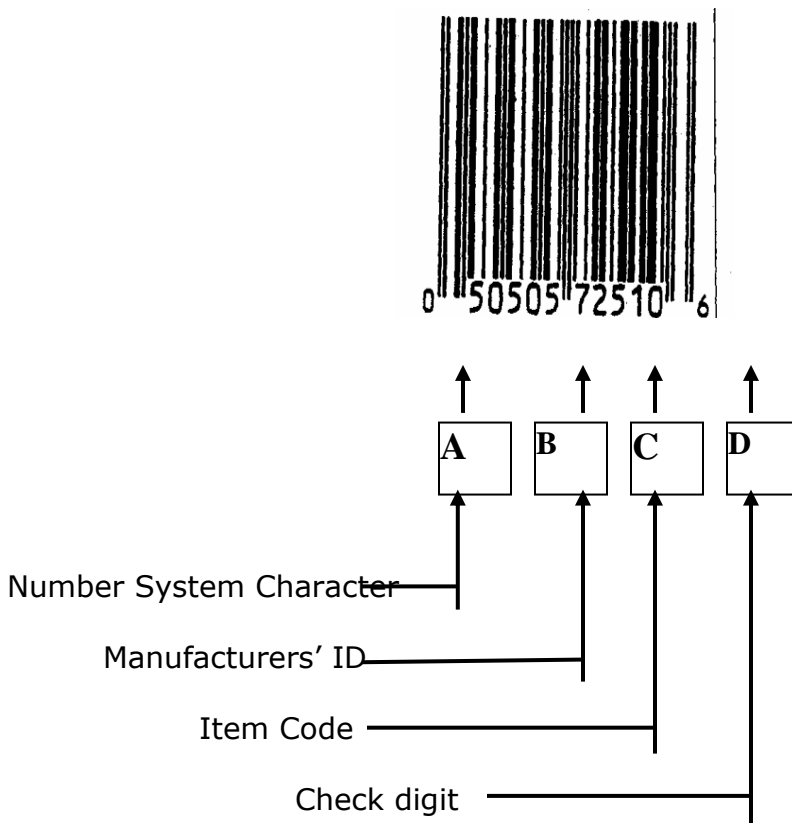 0 50505 72510 6
A B C D
Number System Character
Manufacturers’ ID
Item Code
Check digit